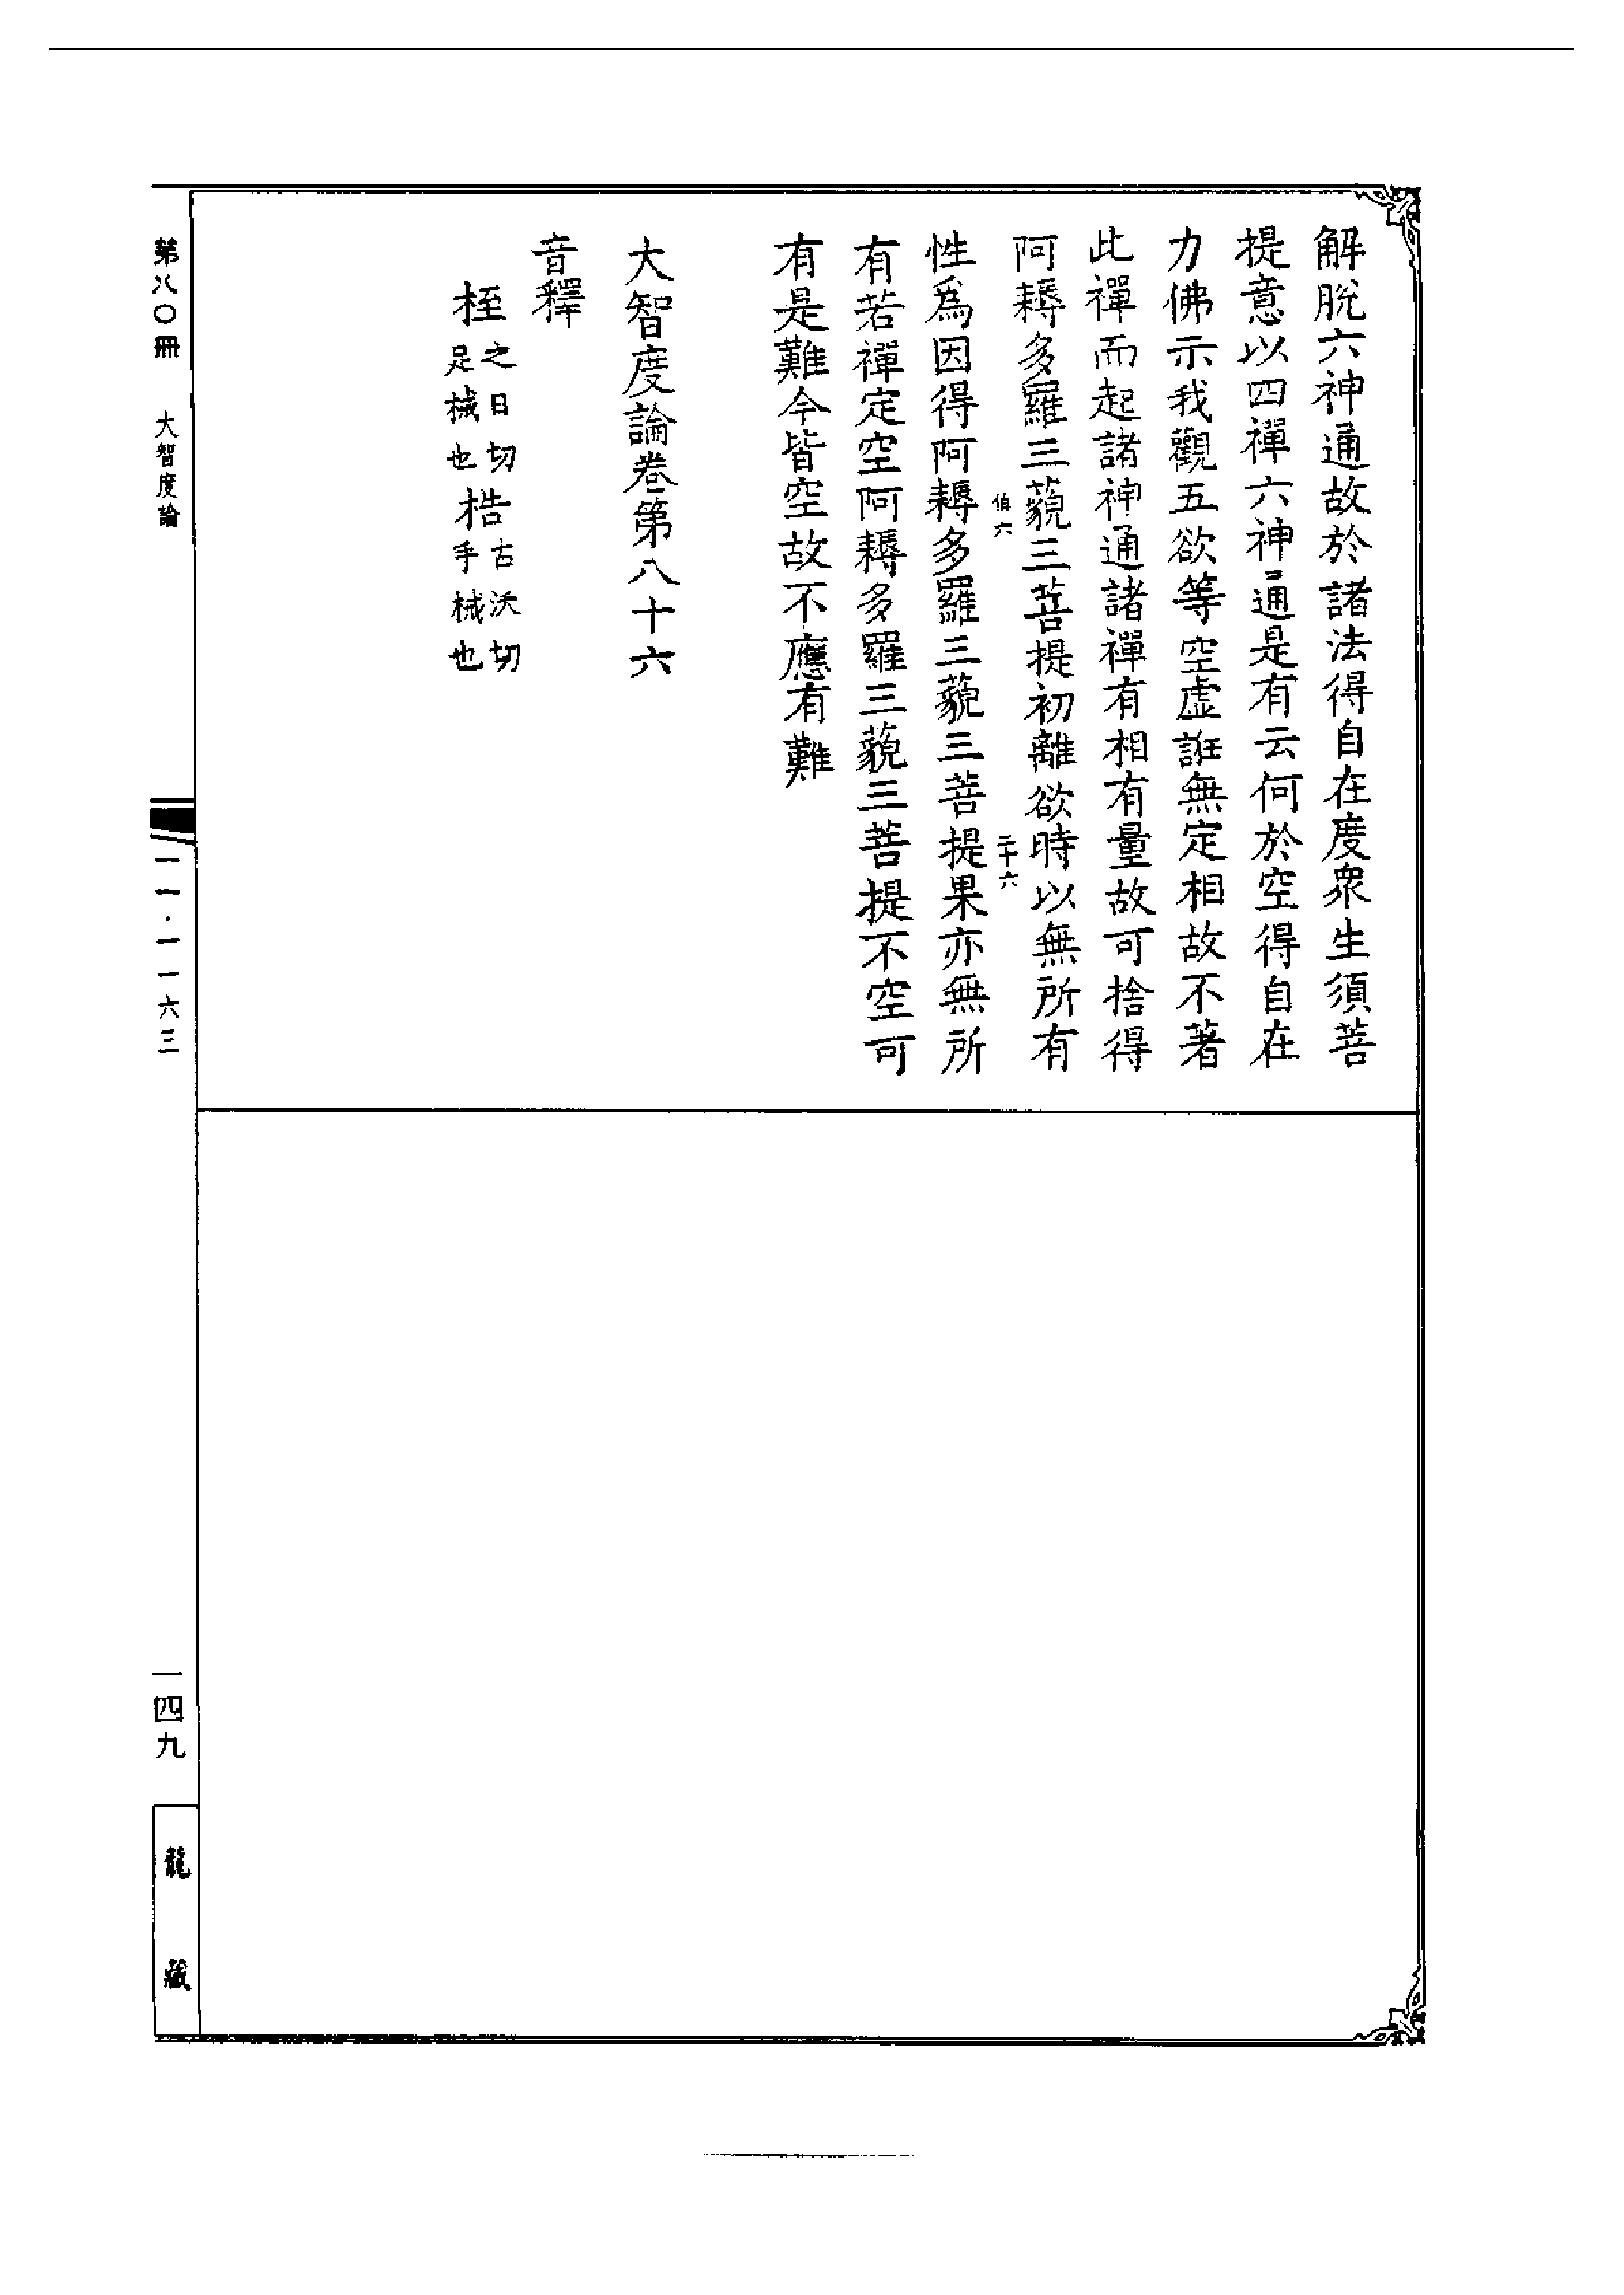 解脫六神通故於諸法得自在度眾生須菩
提意以四禪六神通是有云何於空得自在
力佛示我觀五欲等空虛誑無定相故不著
此禪而起諸神通諸禪有相有量故可捨得
阿耨多羅三藐三菩提初離欲時以無所有
伯六 二十六
性為因得阿耨多羅三藐三菩提果亦無所
有若禪定空阿耨多羅三藐三菩提不空可
有是難今皆空故不應有難
大智度論卷第八十六
音釋
桎之日切足械也梏古沃切手械也
第八〇冊 大智度論 一一·一一六三 一四九 龍藏